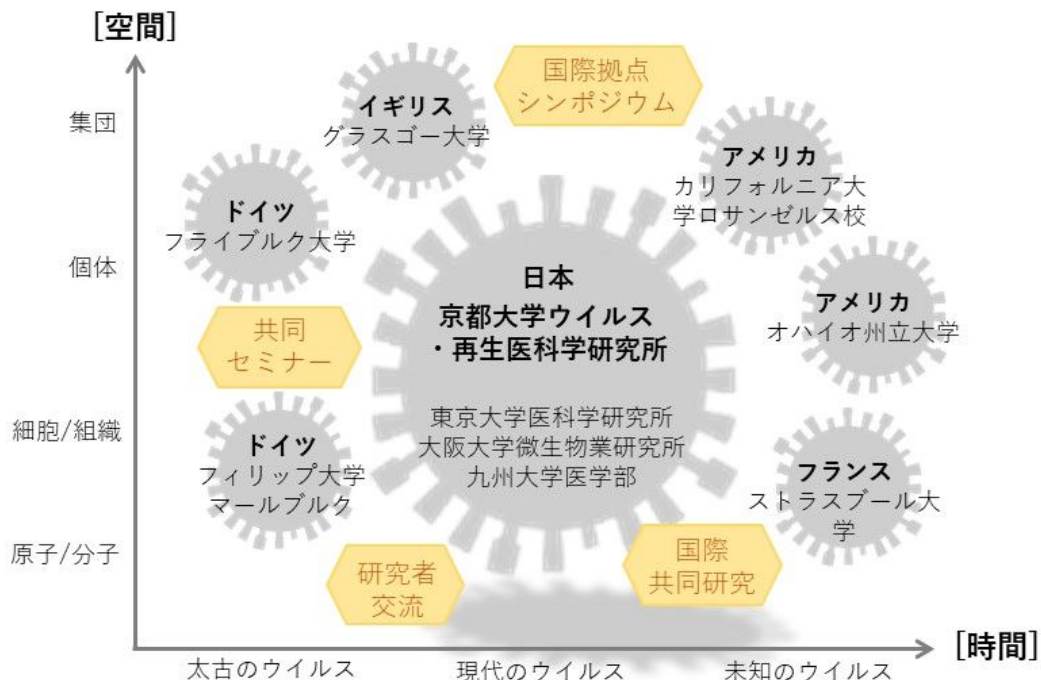 [空間]
集団
個体
細胞/組織
原子/分子
イギリス
グラスゴー大学
国際拠点
シンポジウム
アメリカ
カリフォルニア大
学ロサンゼルス校
ドイツ
フライブルク大学
日本
京都大学ウイルス
・再生医科学研究所
東京大学医科学研究所
大阪大学微生物業研究所
九州大学医学部
アメリカ
オハイオ州立大学
共同
セミナー
ドイツ
フィリップ大学
マールブルク
フランス
ストラスブール大
学
研究者
交流
国際
共同研究
[時間]
太古のウイルス
現代のウイルス
未知のウイルス